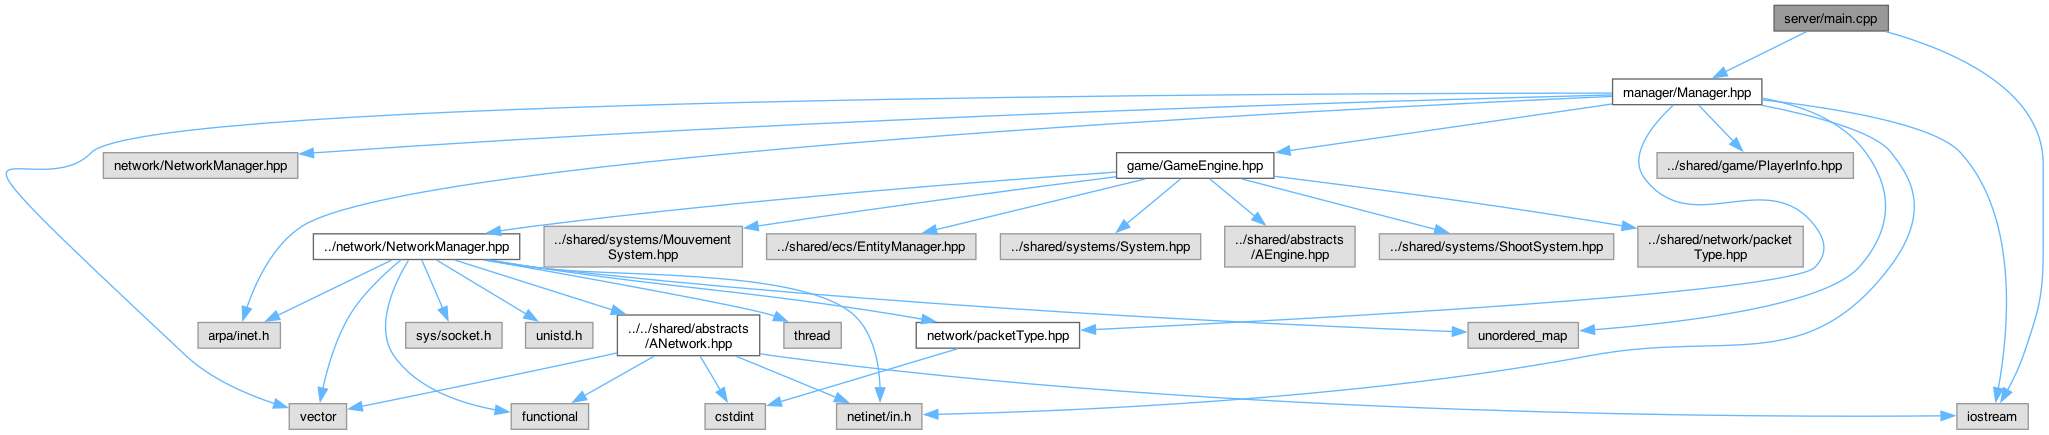 server/main.cpp
manager/Manager.hpp
network/NetworkManager.hpp
game/GameEngine.hpp
../shared/game/PlayerInfo.hpp
../network/NetworkManager.hpp
../shared/systems/Mouvement
System.hpp
../shared/ecs/EntityManager.hpp
../shared/systems/System.hpp
../shared/abstracts
/AEngine.hpp
../shared/systems/ShootSystem.hpp
../shared/network/packet
Type.hpp
arpa/inet.h
sys/socket.h
unistd.h
../../shared/abstracts
/ANetwork.hpp
thread
network/packetType.hpp
unordered_map
vector
functional
cstdint
netinet/in.h
iostream